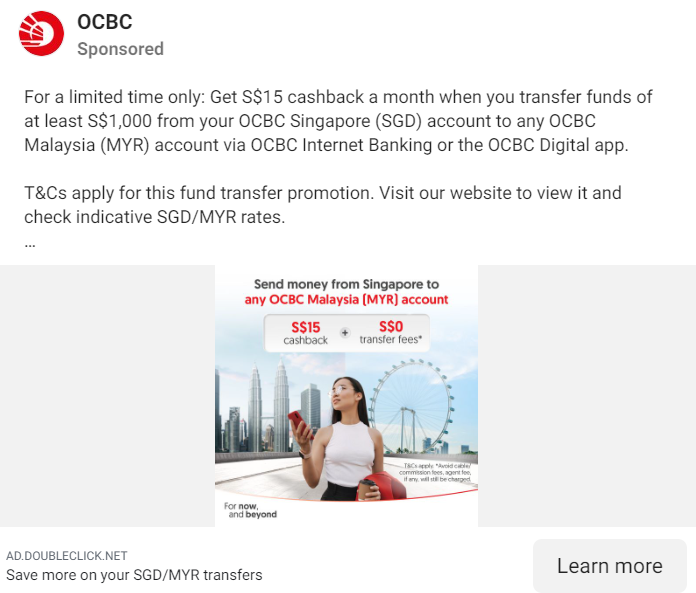 OCBC
Sponsored
For a limited time only: Get S$15 cashback a month when you transfer funds of
at least S$1,000 from your OCBC Singapore (SGD) account to any OCBC
Malaysia (MYR) account via OCBC Internet Banking or the OCBC Digital app.
T&Cs apply for this fund transfer promotion. Visit our website to view it and
check indicative SGD/MYR rates.
...
Send money from Singapore to
any OCBC Malaysia (MYR) account
S$15 + S$0
cashback transfer fees*
T&Cs apply. *Avoid cable/
commission fees, agent fee,
if any, will still be charged.
For now,
and beyond
AD.DOUBLECLICK.NET
Save more on your SGD/MYR transfers
Learn more